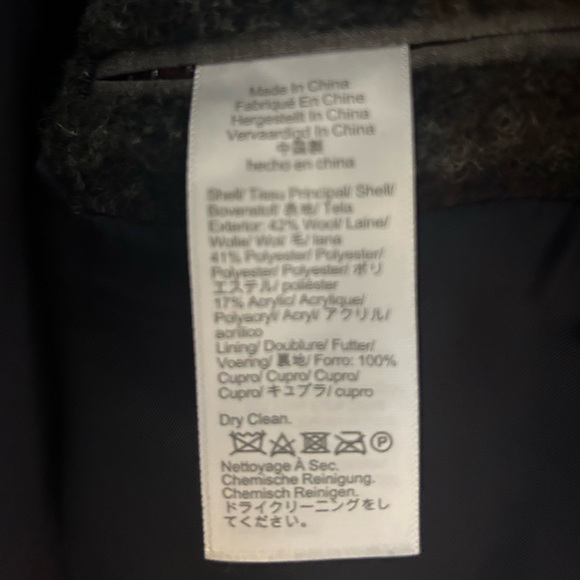 Made In China
Fabriqué En China
Hergestellt In China
Vervaardigd In China
中国製
hecho en china
Shell/ Tissu Principal/ Shell/
Bovenstof/ 表地/ Tela
Exterior: 42% Wool/ Laine/
Wolle/ Wol/ 毛/ lana
41% Polyester/ Polyester/
Polyester/ Polyester/ ポリ
エステル/ poliéster
17% Acrylic/ Acrylique/
Polyacryl/ Acryl/ アクリル/
acrílico
Lining/ Doublure/ Futter/
Voering/ 裏地/ Forro: 100%
Cupro/ Cupro/ Cupro/
Cupro/ キュプラ/ cupro
Dry Clean.
P
Nettoyage À Sec.
Chemische Reinigung.
Chemisch Reinigen.
ドライクリーニングをし
てください。